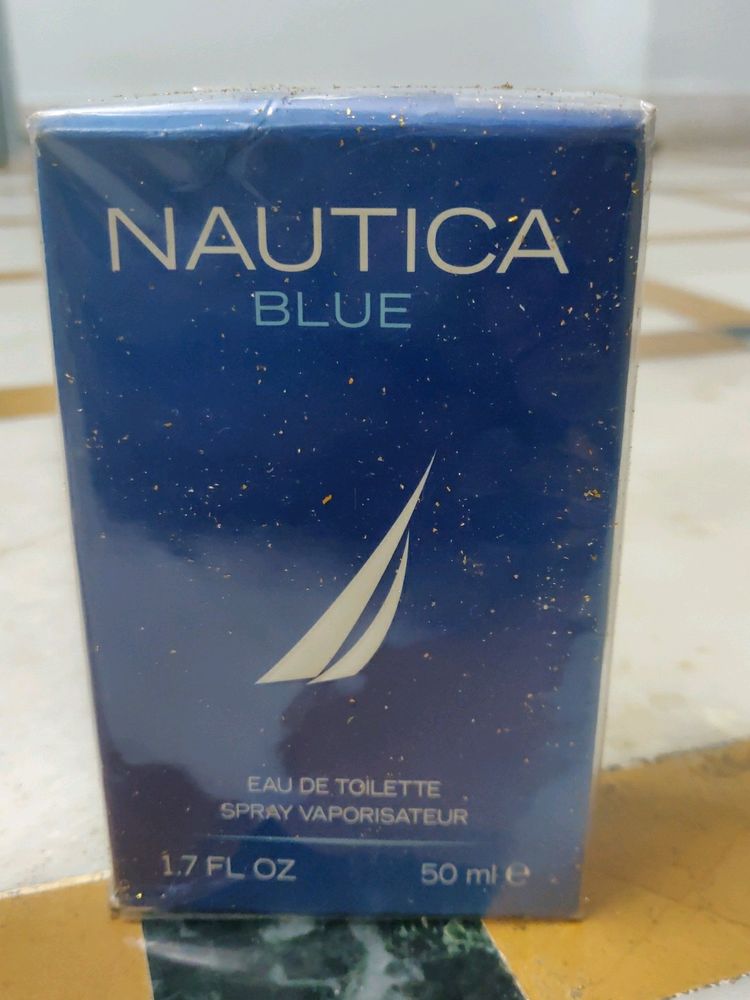 NAUTICA
BLUE
EAU DE TOILETTE
SPRAY VAPORISATEUR
1.7 FL OZ 50 ml ℮